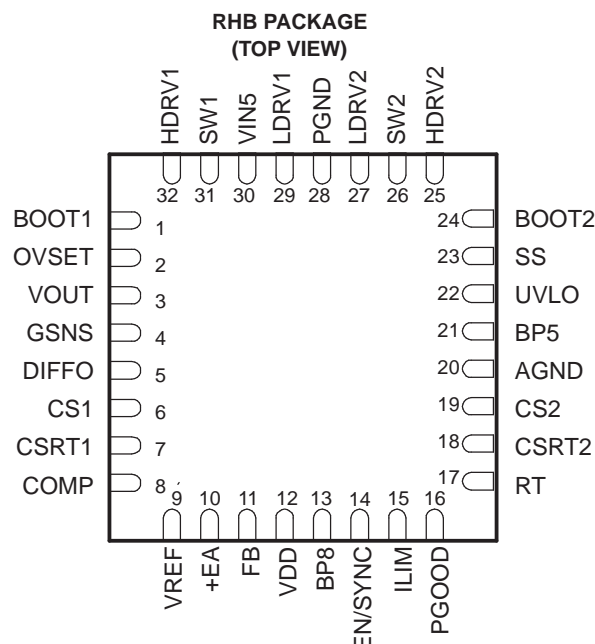 RHB PACKAGE
(TOP VIEW)
HDRV1
SW1
VIN5
LDRV1
PGND
LDRV2
SW2
HDRV2
32
31
30
29
28
27
26
25
BOOT1
1
24
BOOT2
OVSET
2
23
SS
VOUT
3
22
UVLO
GSNS
4
21
BP5
DIFFO
5
20
AGND
CS1
6
19
CS2
CSRT1
7
18
CSRT2
COMP
8
17
RT
9
10
11
12
13
14
15
16
VREF
+EA
FB
VDD
BP8
EN/SYNC
ILIM
PGOOD